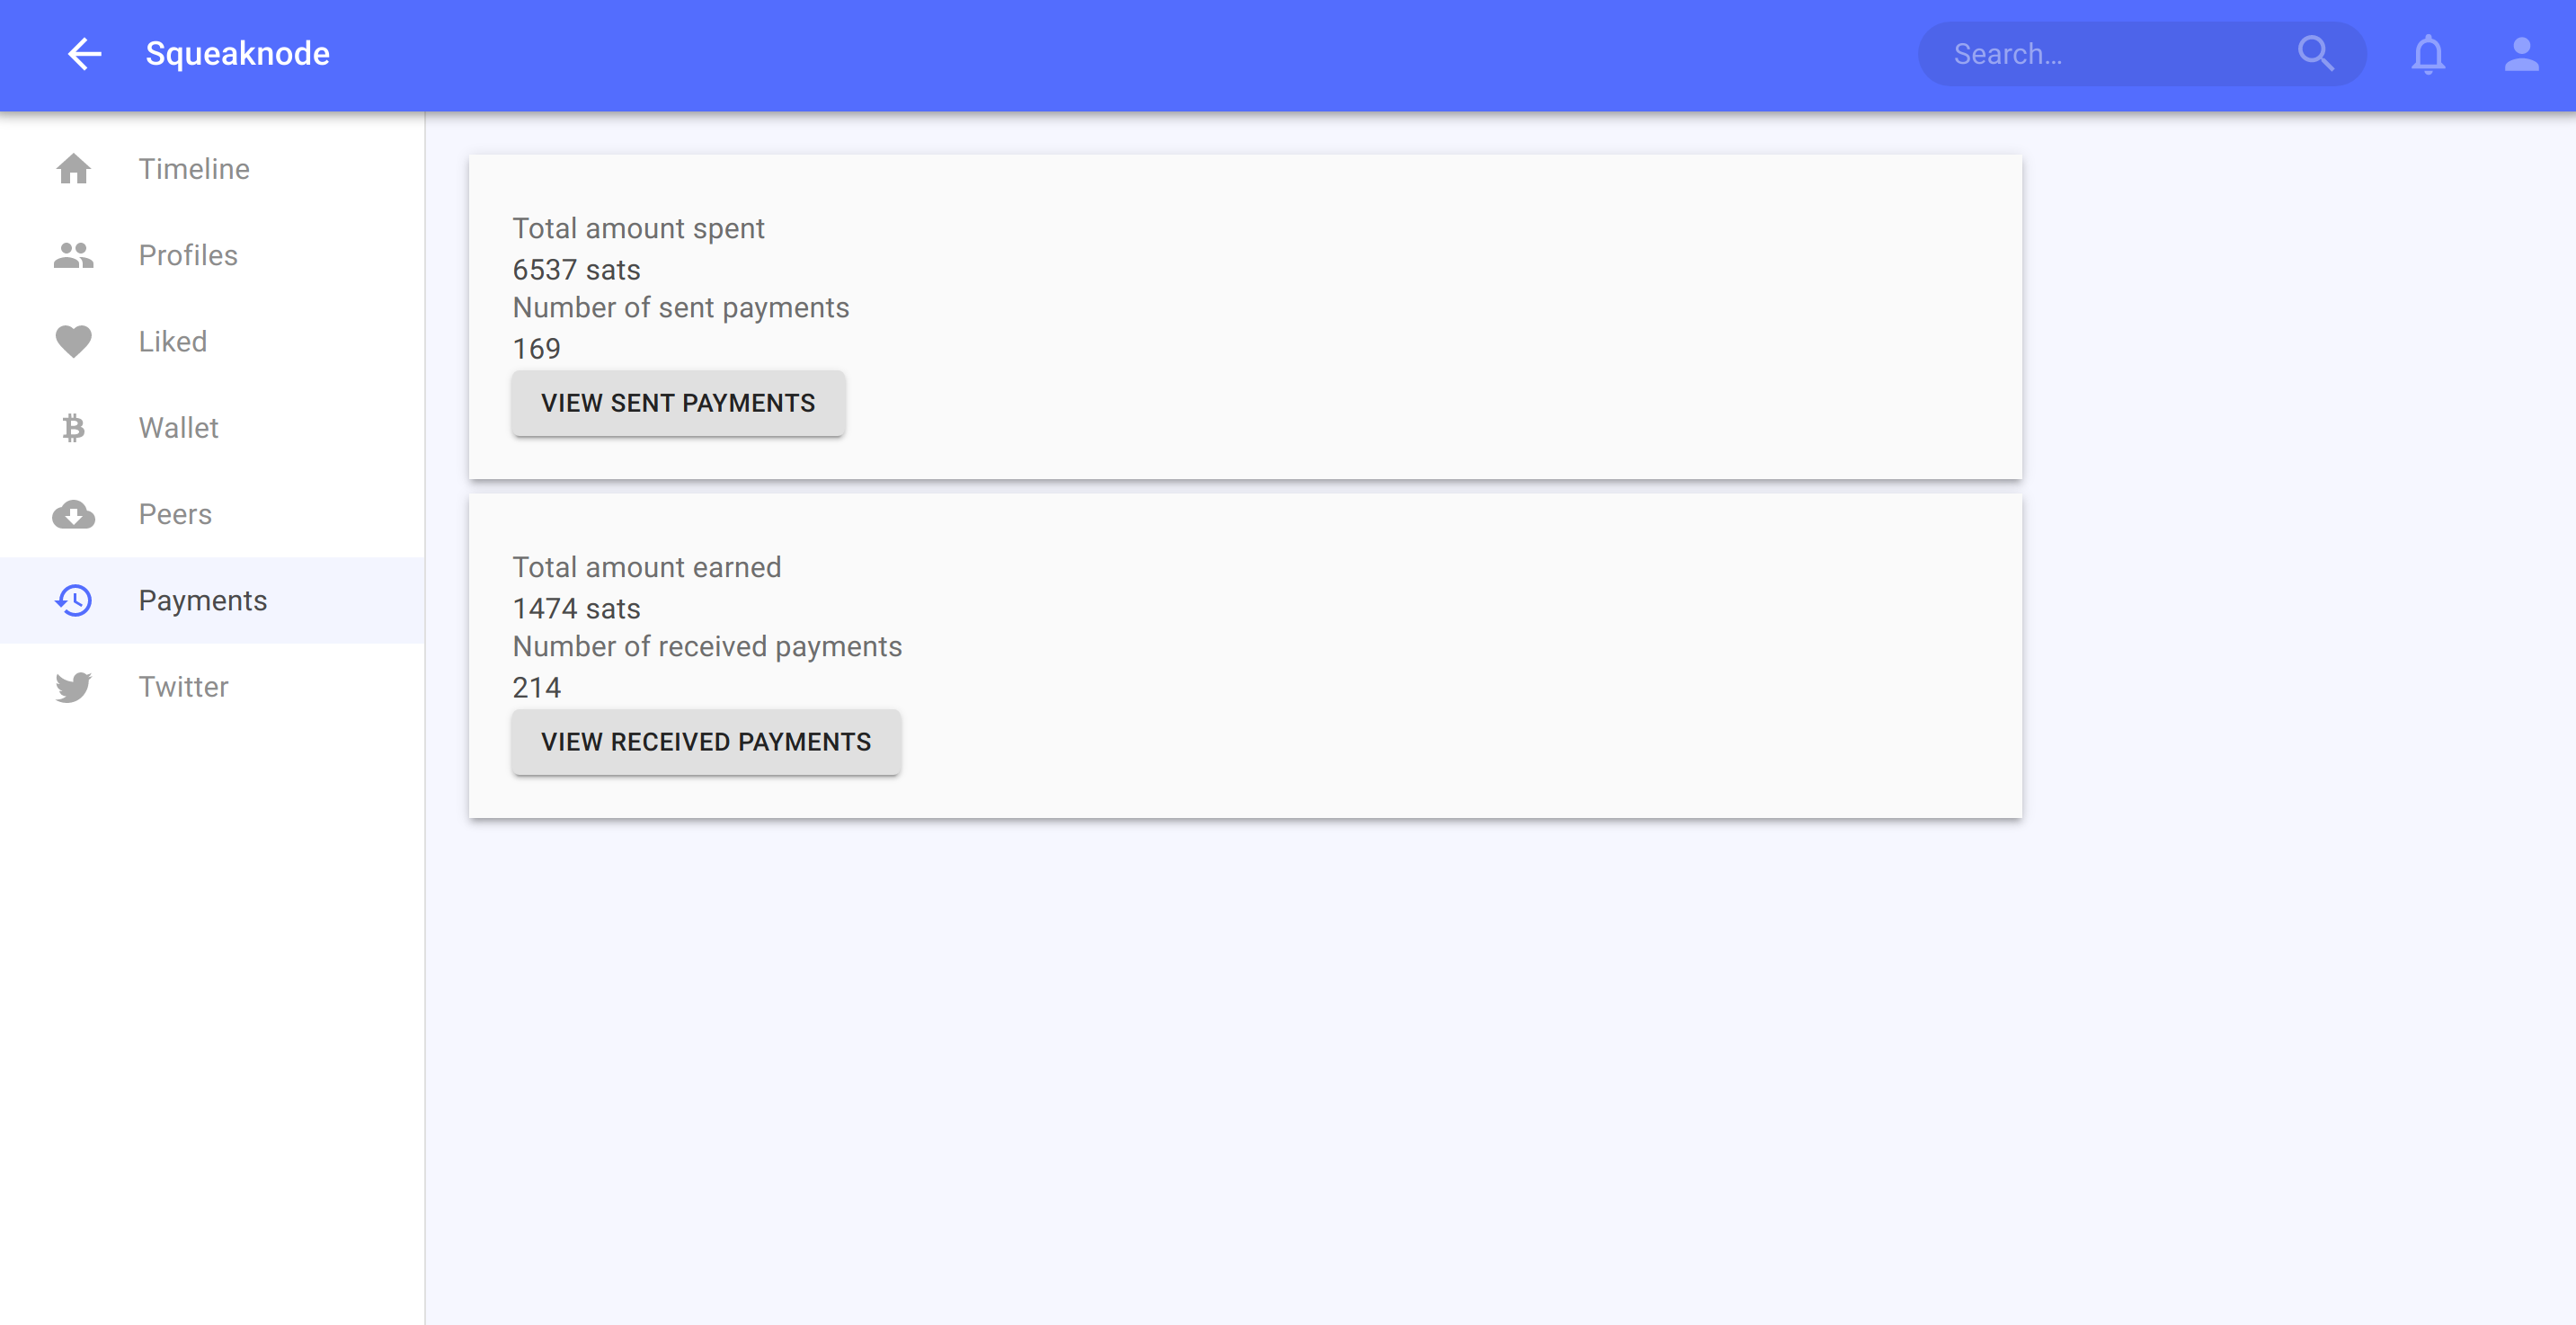 Squeaknode
Search…
Timeline
Profiles
Liked
Wallet
Peers
Payments
Twitter
Total amount spent
6537 sats
Number of sent payments
169
VIEW SENT PAYMENTS
Total amount earned
1474 sats
Number of received payments
214
VIEW RECEIVED PAYMENTS